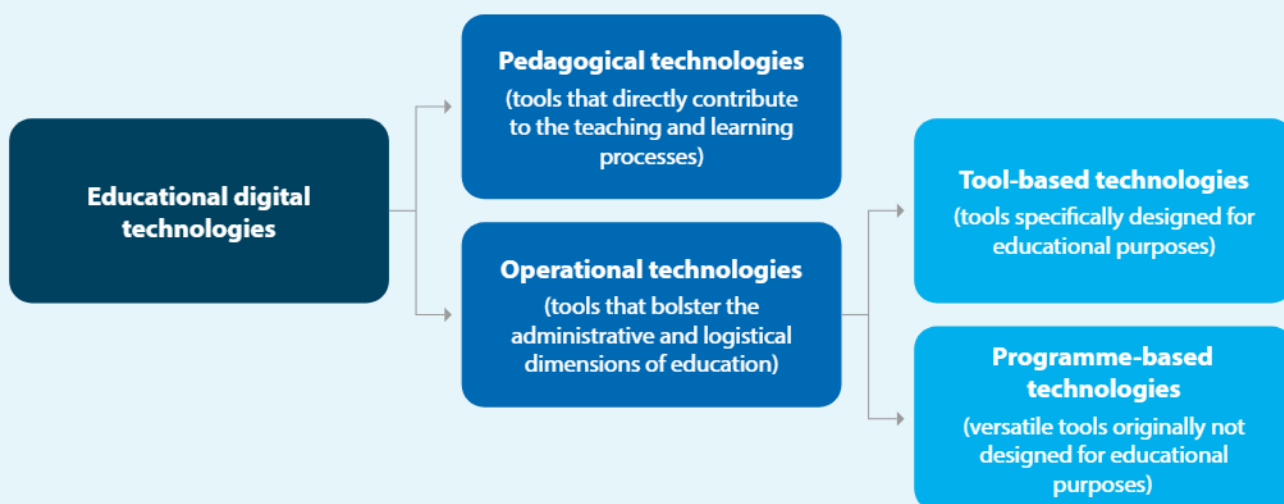 Educational digital
technologies
Pedagogical technologies
(tools that directly contribute
to the teaching and learning
processes)
Operational technologies
(tools that bolster the
administrative and logistical
dimensions of education)
Tool-based technologies
(tools specifically designed for
educational purposes)
Programme-based
technologies
(versatile tools originally not
designed for educational
purposes)